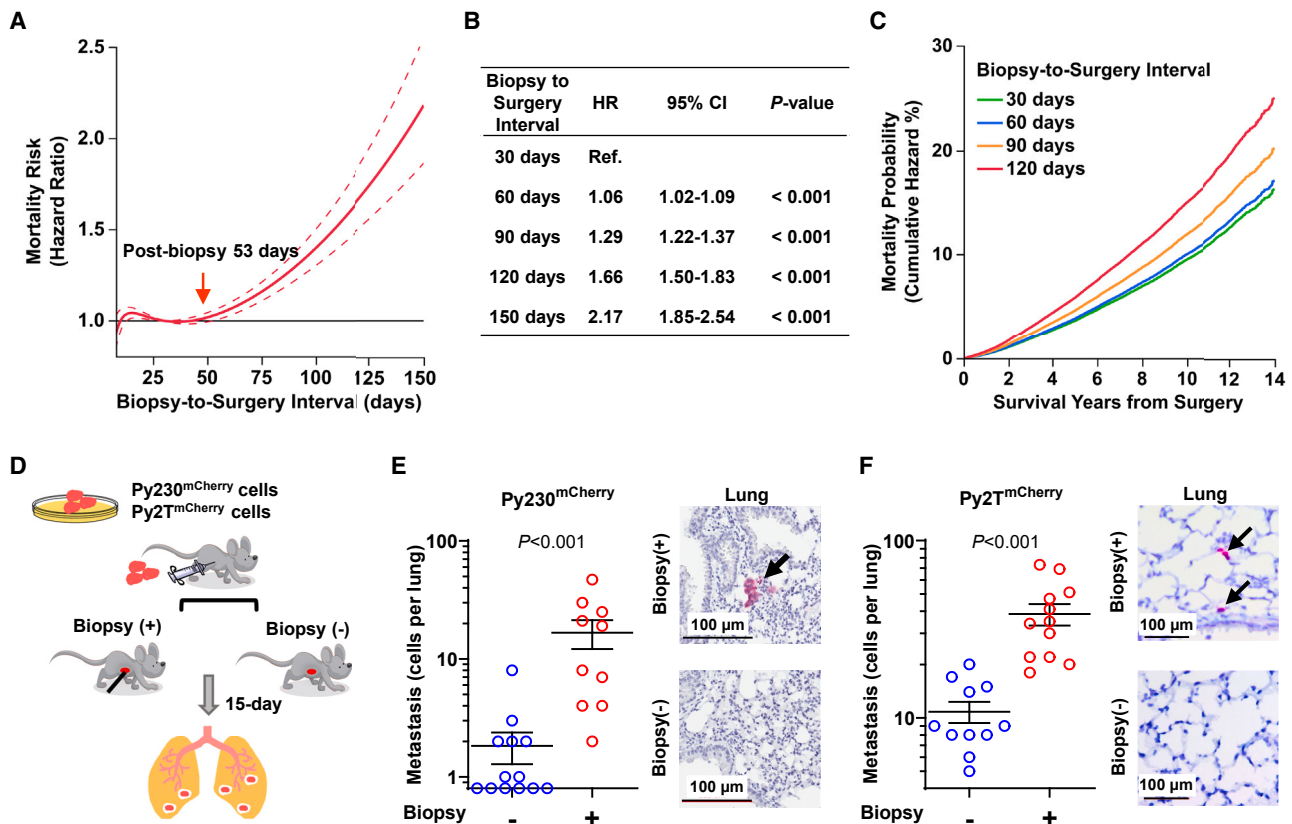 A
2.5
2.0
1.5
1.0
Mortality Risk
(Hazard Ratio)
Post-biopsy 53 days
25 50 75 100 125 150
Biopsy-to-Surgery Interval (days)
B
Biopsy to
Surgery
Interval HR 95% CI P-value
30 days Ref.
60 days 1.06 1.02-1.09 < 0.001
90 days 1.29 1.22-1.37 < 0.001
120 days 1.66 1.50-1.83 < 0.001
150 days 2.17 1.85-2.54 < 0.001
C
30
20
10
0
Mortality Probability
(Cumulative Hazard %)
Biopsy-to-Surgery Interval
30 days
60 days
90 days
120 days
0 2 4 6 8 10 12 14
Survival Years from Surgery
D
Py230mCherry cells
Py2TmCherry cells
Biopsy (+) Biopsy (-)
15-day
E
Py230mCherry
P<0.001
100
10
1
Metastasis (cells per lung)
Biopsy - +
Lung
Biopsy(+)
100 µm
Biopsy(-)
100 µm
F
Py2TmCherry
P<0.001
100
10
Metastasis (cells per lung)
Biopsy - +
Lung
Biopsy(+)
100 µm
Biopsy(-)
100 µm